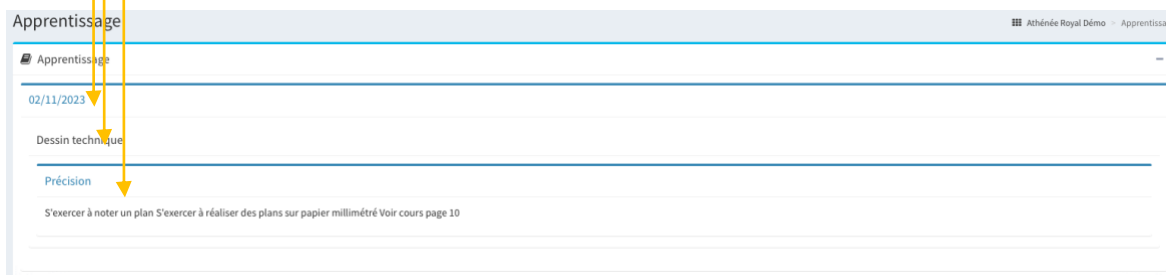 Apprentissage
Athénée Royal Démo > Apprentissa
Apprentissage
02/11/2023
Dessin technique
Précision
S'exercer à noter un plan S'exercer à réaliser des plans sur papier millimétré Voir cours page 10